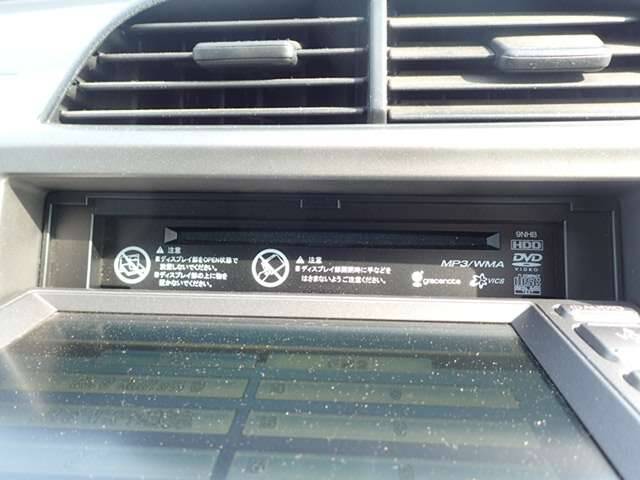 ⚠ 注意
■ディスプレイ部をOPEN状態で
放置しないでください。
■ディスプレイ部の上に物を
置かないでください。
⚠ 注意
■ディスプレイ部開閉時に手などを
はさまないようご注意ください。
MP3/WMA
gracenote
VICS
9NHB
HDD
DVD
VIDEO